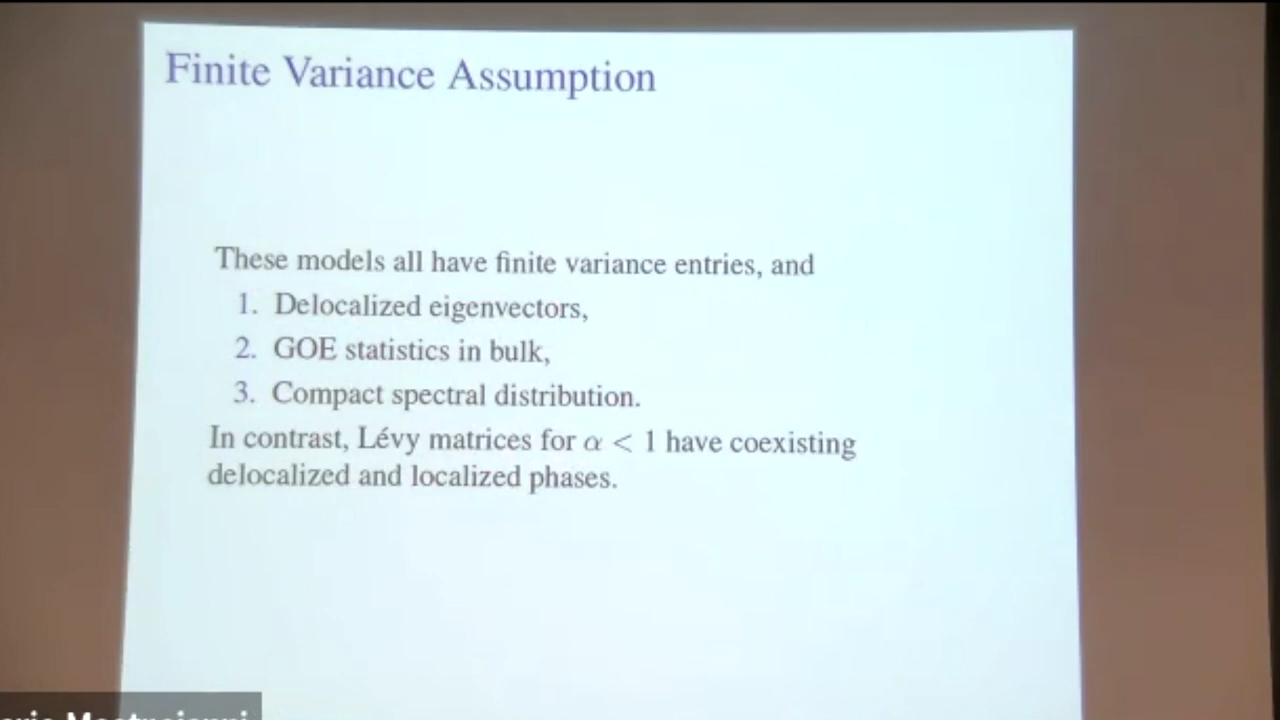 Finite Variance Assumption
These models all have finite variance entries, and
1. Delocalized eigenvectors,
2. GOE statistics in bulk,
3. Compact spectral distribution.
In contrast, Lévy matrices for α < 1 have coexisting
delocalized and localized phases.